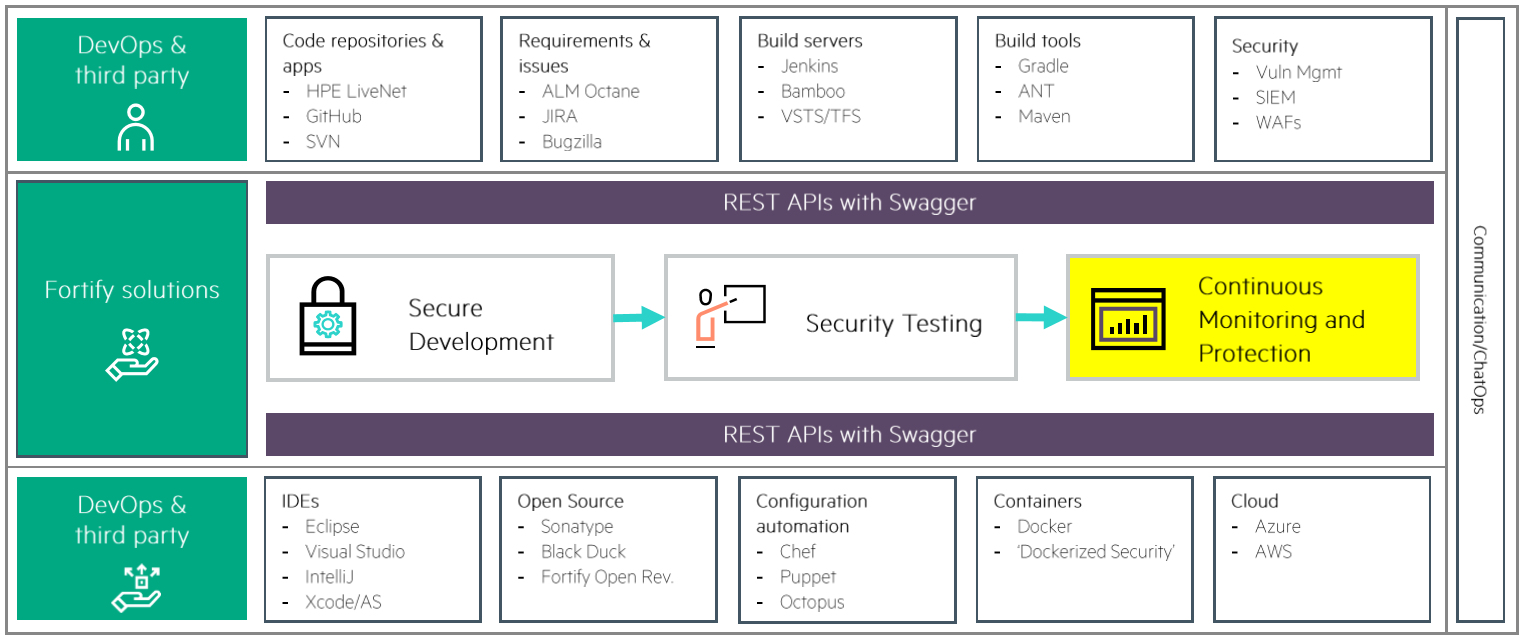 DevOps &
third party
Code repositories &
apps
- HPE LiveNet
- GitHub
- SVN
Requirements &
issues
- ALM Octane
- JIRA
- Bugzilla
Build servers
- Jenkins
- Bamboo
- VSTS/TFS
Build tools
- Gradle
- ANT
- Maven
Security
- Vuln Mgmt
- SIEM
- WAFs
Fortify solutions
REST APIs with Swagger
Secure
Development
Security Testing
Continuous
Monitoring and
Protection
REST APIs with Swagger
DevOps &
third party
IDEs
- Eclipse
- Visual Studio
- IntelliJ
- Xcode/AS
Open Source
- Sonatype
- Black Duck
- Fortify Open Rev.
Configuration
automation
- Chef
- Puppet
- Octopus
Containers
- Docker
- ‘Dockerized Security’
Cloud
- Azure
- AWS
Communication/ChatOps